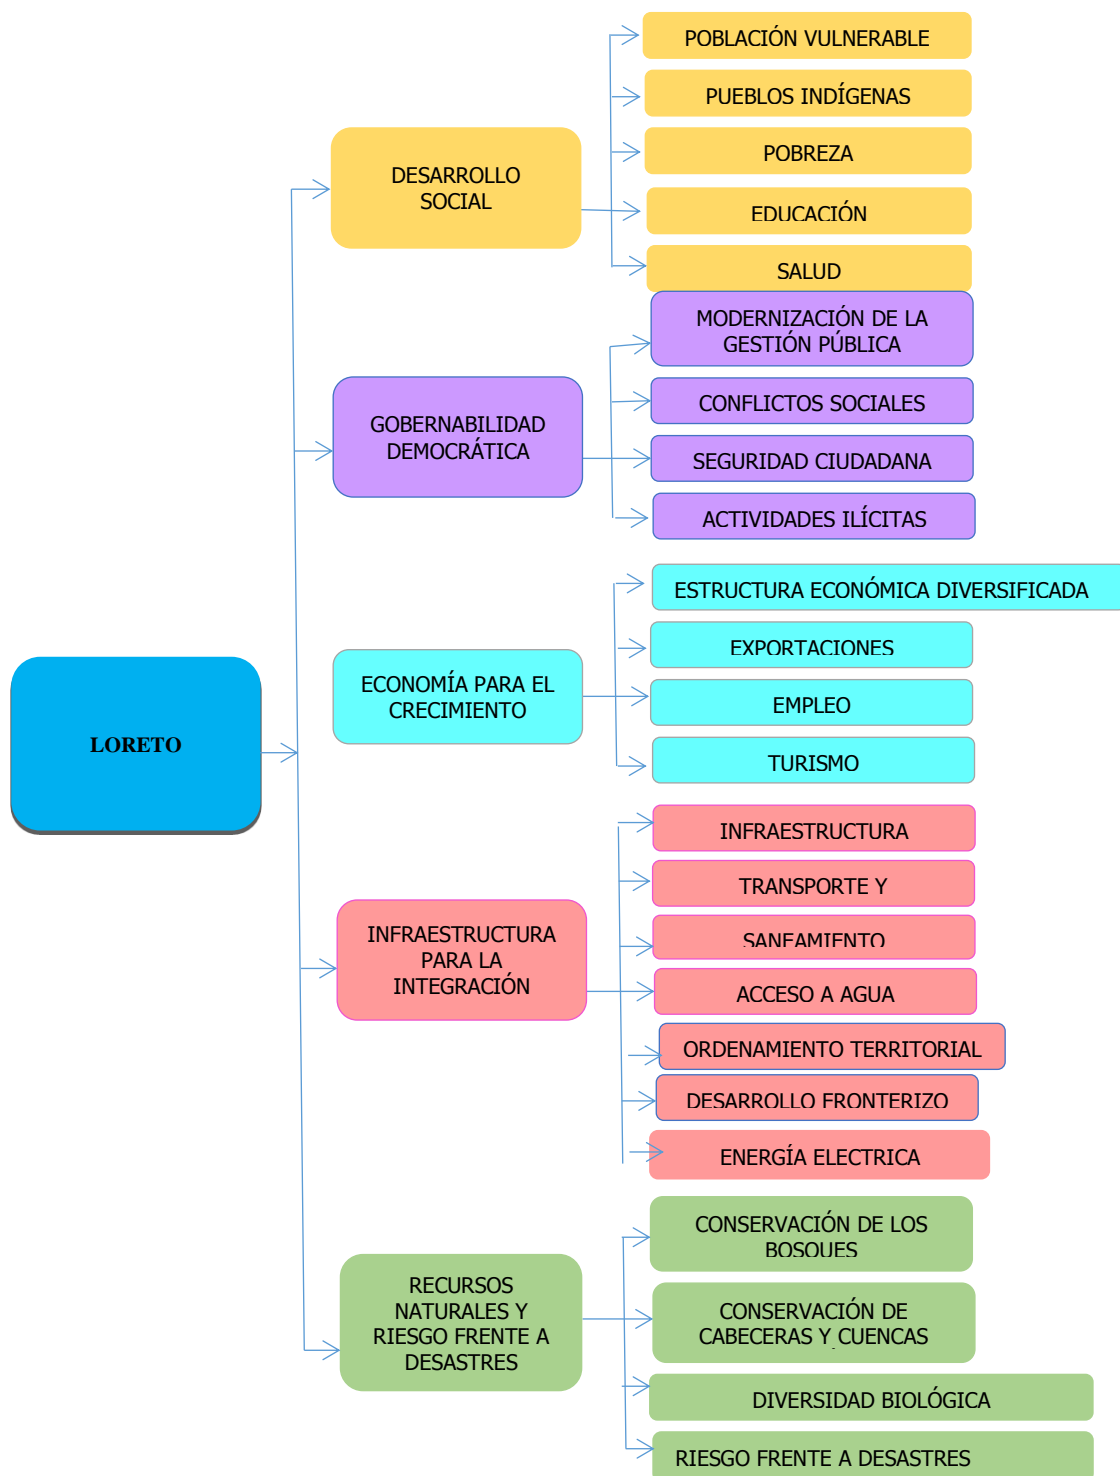 LORETO
DESARROLLO
SOCIAL
POBLACIÓN VULNERABLE
PUEBLOS INDÍGENAS
POBREZA
EDUCACIÓN
SALUD
GOBERNABILIDAD
DEMOCRÁTICA
MODERNIZACIÓN DE LA
GESTIÓN PÚBLICA
CONFLICTOS SOCIALES
SEGURIDAD CIUDADANA
ACTIVIDADES ILÍCITAS
ECONOMÍA PARA EL
CRECIMIENTO
ESTRUCTURA ECONÓMICA DIVERSIFICADA
EXPORTACIONES
EMPLEO
TURISMO
INFRAESTRUCTURA
PARA LA
INTEGRACIÓN
INFRAESTRUCTURA
TRANSPORTE Y
SANEAMIENTO
ACCESO A AGUA
ORDENAMIENTO TERRITORIAL
DESARROLLO FRONTERIZO
ENERGÍA ELECTRICA
RECURSOS
NATURALES Y
RIESGO FRENTE A
DESASTRES
CONSERVACIÓN DE LOS
BOSQUES
CONSERVACIÓN DE
CABECERAS Y CUENCAS
DIVERSIDAD BIOLÓGICA
RIESGO FRENTE A DESASTRES